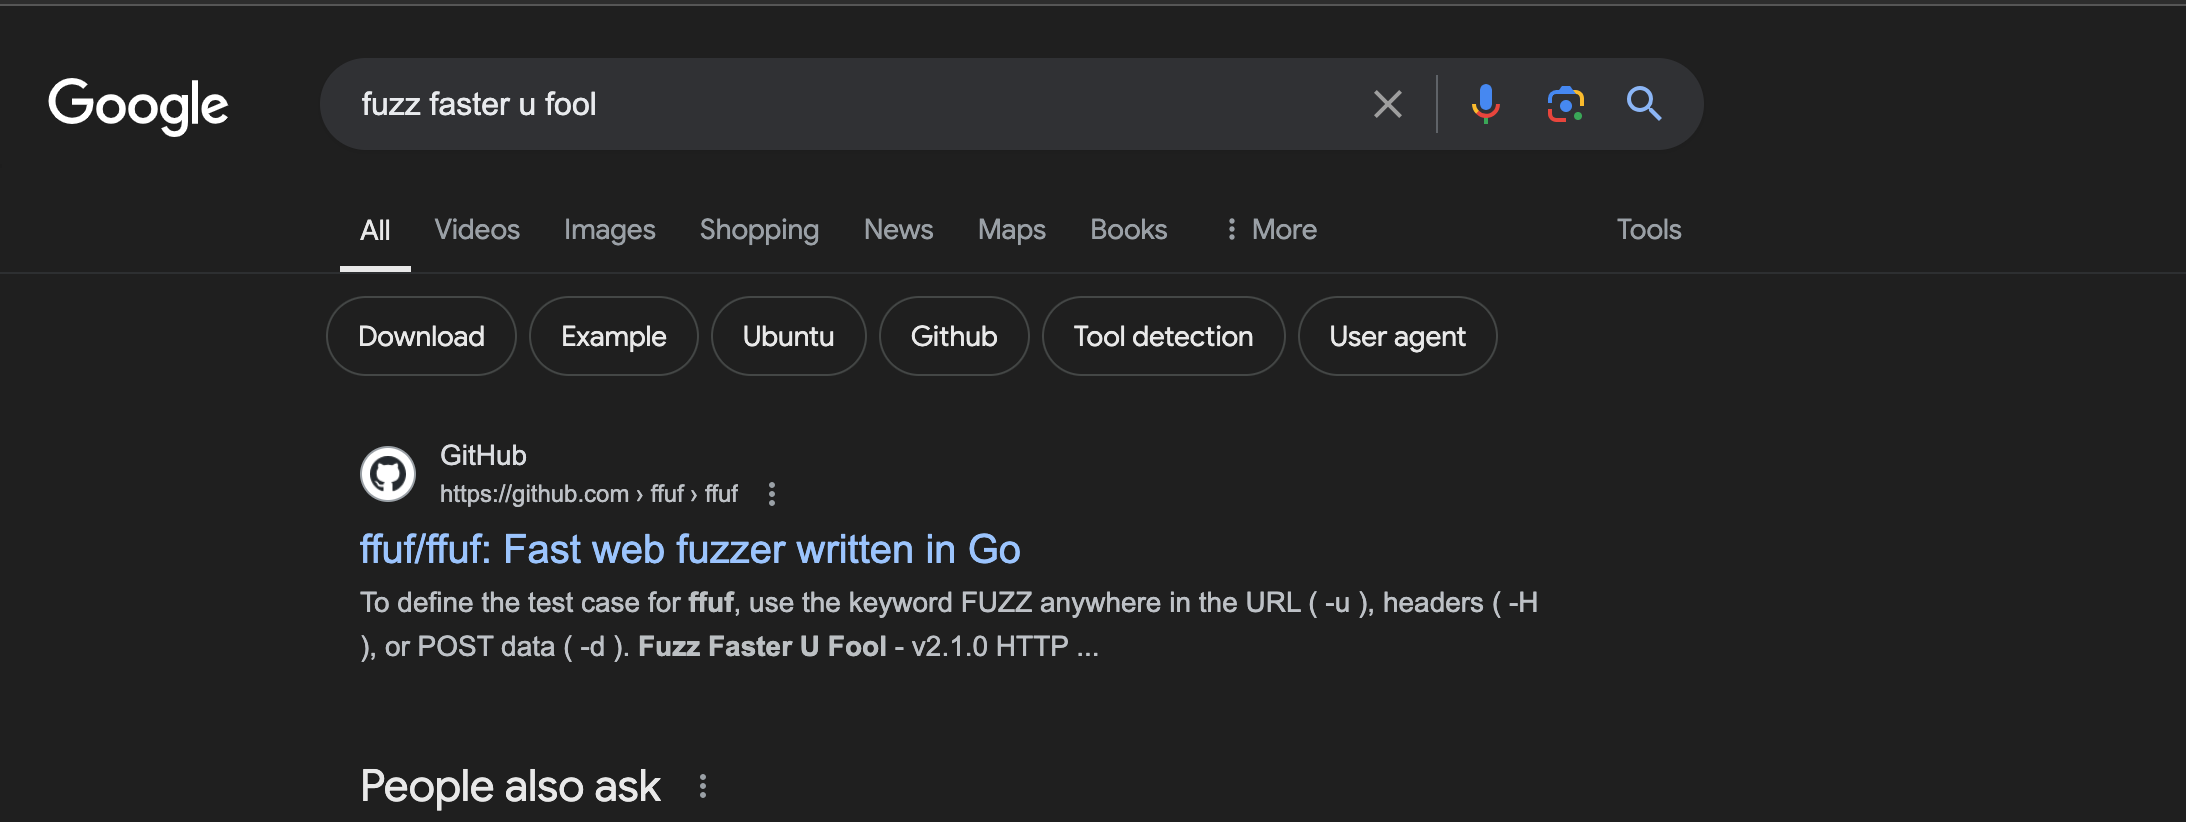 Google
fuzz faster u fool
All Videos Images Shopping News Maps Books More Tools
Download Example Ubuntu Github Tool detection User agent
GitHub
https://github.com › ffuf › ffuf
ffuf/ffuf: Fast web fuzzer written in Go
To define the test case for ffuf, use the keyword FUZZ anywhere in the URL ( -u ), headers ( -H
), or POST data ( -d ). Fuzz Faster U Fool - v2.1.0 HTTP ...
People also ask